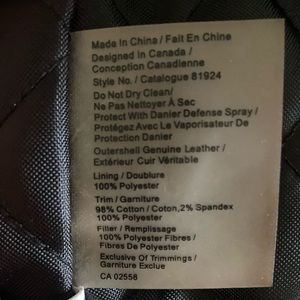 Made In China / Fait En Chine
Designed In Canada /
Conception Canadienne
Style No. / Catalogue 81924
Do Not Dry Clean/
Ne Pas Nettoyer À Sec
Protect With Danier Defense Spray /
Protégez Avec Le Vaporisateur De
Protection Danier
Outershell Genuine Leather /
Extérieur Cuir Véritable
Lining / Doublure
100% Polyester
Trim / Garniture
98% Cotton / Coton,2% Spandex
100% Polyester
Filler / Remplissage
100% Polyester Fibres /
Fibres De Polyester
Exclusive Of Trimmings /
Garniture Exclue
CA 02558